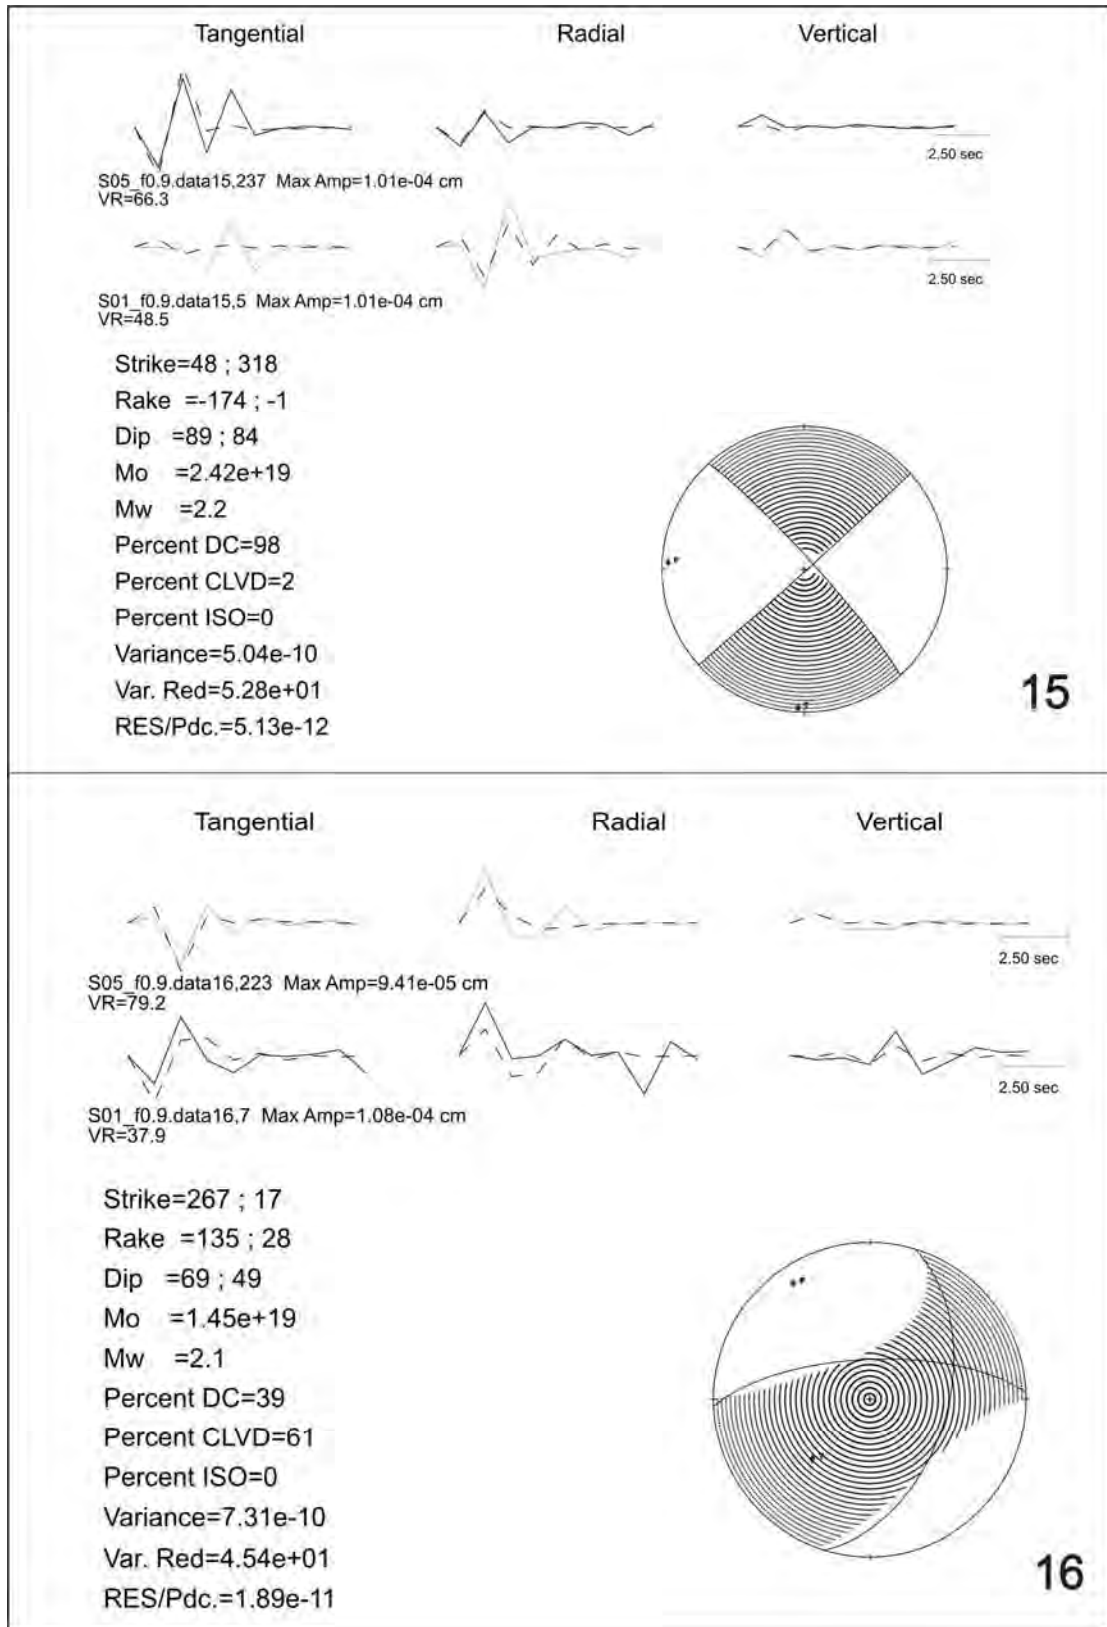 Tangential Radial Vertical
2.50 sec
S05_f0.9.data15,237 Max Amp=1.01e-04 cm
VR=66.3
2.50 sec
S01_f0.9.data15,5 Max Amp=1.01e-04 cm
VR=48.5
Strike=48 ; 318
Rake =-174 ; -1
Dip =89 ; 84
Mo =2.42e+19
Mw =2.2
Percent DC=98
Percent CLVD=2
Percent ISO=0
Variance=5.04e-10
Var. Red=5.28e+01
RES/Pdc.=5.13e-12
15
Tangential Radial Vertical
2.50 sec
S05_f0.9.data16,223 Max Amp=9.41e-05 cm
VR=79.2
2.50 sec
S01_f0.9.data16,7 Max Amp=1.08e-04 cm
VR=37.9
Strike=267 ; 17
Rake =135 ; 28
Dip =69 ; 49
Mo =1.45e+19
Mw =2.1
Percent DC=39
Percent CLVD=61
Percent ISO=0
Variance=7.31e-10
Var. Red=4.54e+01
RES/Pdc.=1.89e-11
16